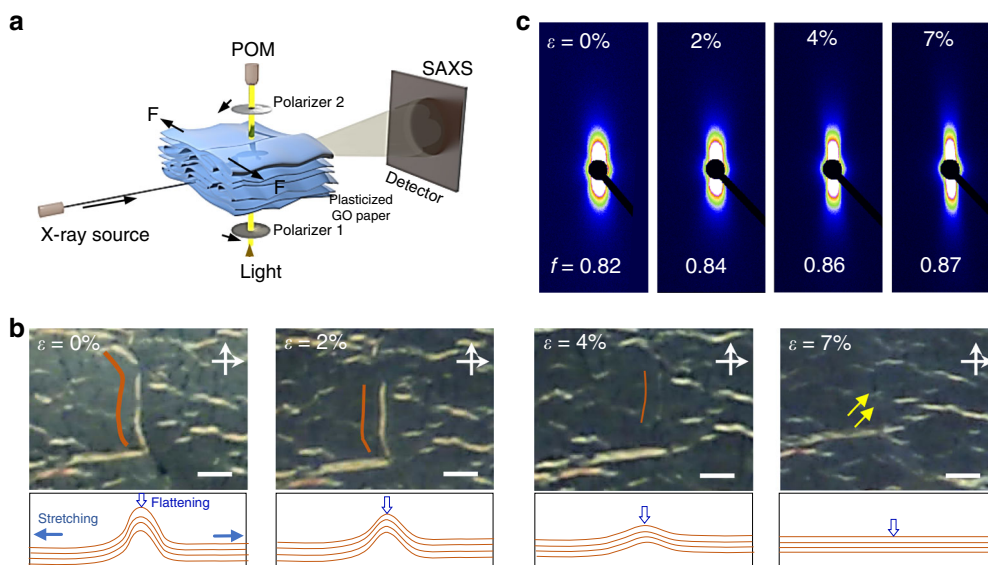 a
POM
Polarizer 2
SAXS
F
F
Detector
Plasticized
GO paper
X-ray source
Polarizer 1
Light
c
ε = 0%
2%
4%
7%
f = 0.82
0.84
0.86
0.87
b
ε = 0%
ε = 2%
ε = 4%
ε = 7%
Flattening
Stretching